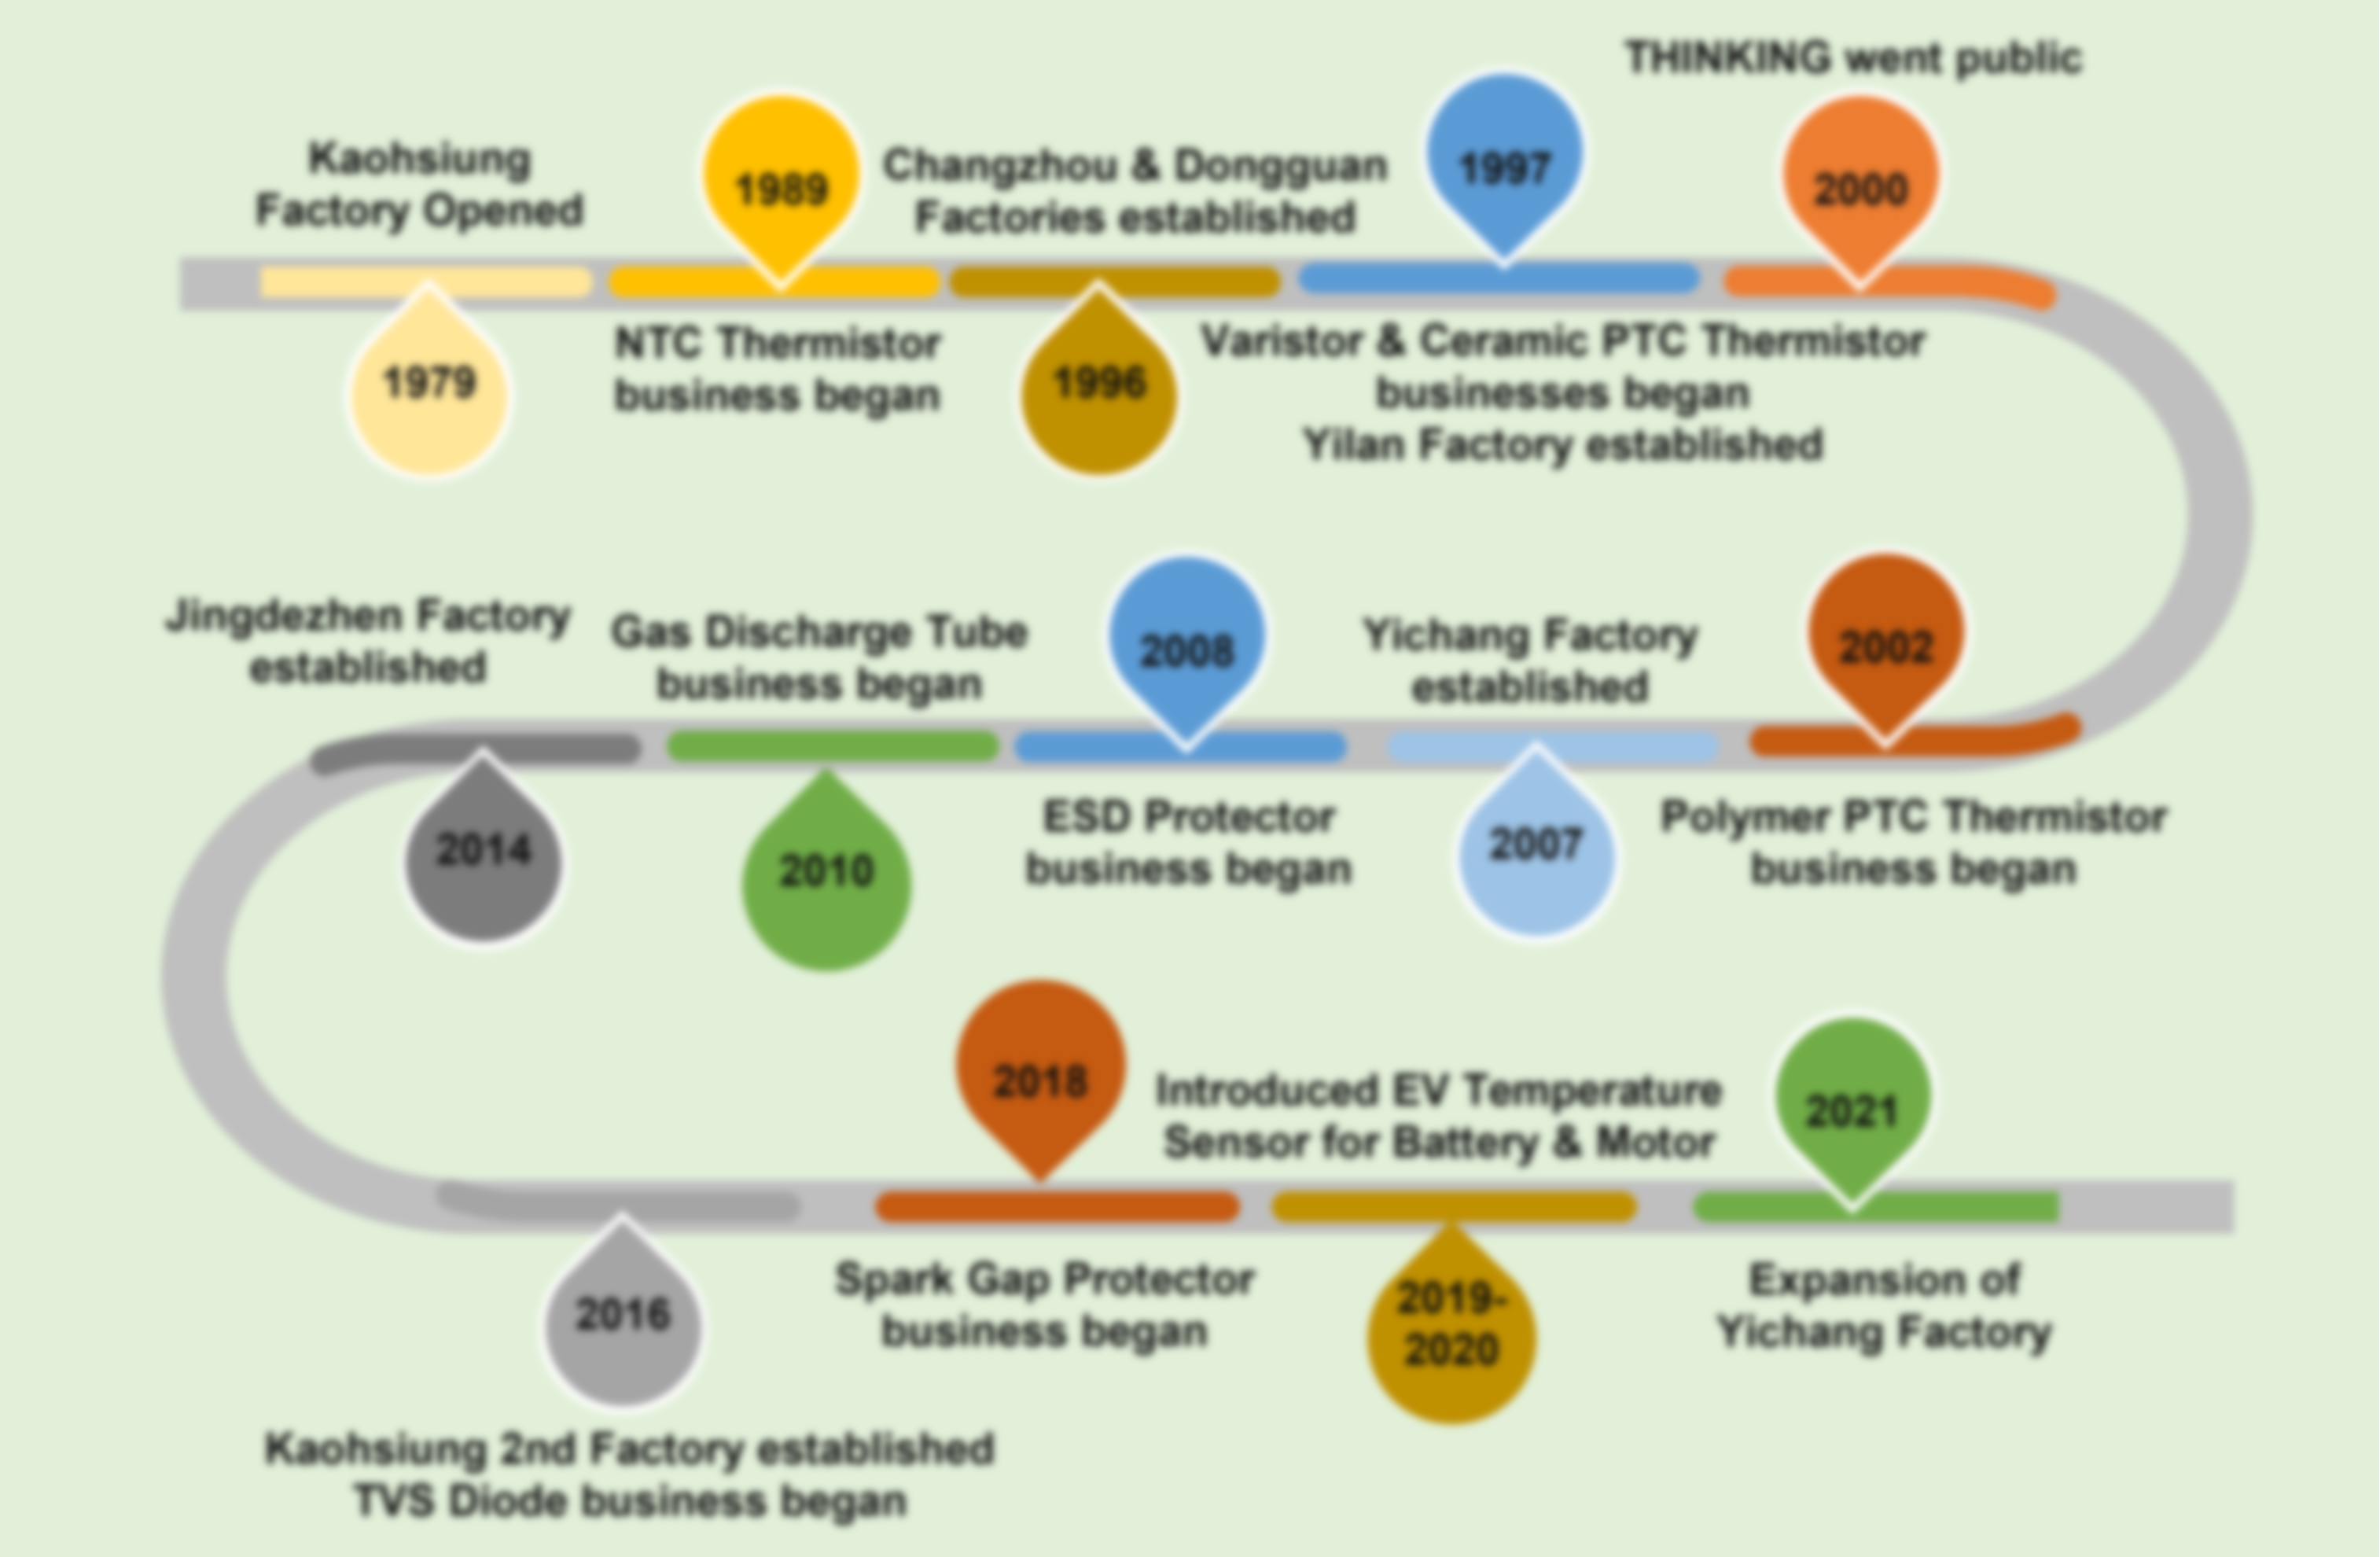 THINKING went public
Kaohsiung
Factory Opened
1989
Changzhou & Dongguan
Factories established
1997
2000
1979
NTC Thermistor
business began
1996
Varistor & Ceramic PTC Thermistor
businesses began
Yilan Factory established
Jingdezhen Factory
established
Gas Discharge Tube
business began
2008
Yichang Factory
established
2002
2014
2010
ESD Protector
business began
2007
Polymer PTC Thermistor
business began
2018
Introduced EV Temperature
Sensor for Battery & Motor
2021
2016
Spark Gap Protector
business began
2019-
2020
Expansion of
Yichang Factory
Kaohsiung 2nd Factory established
TVS Diode business began